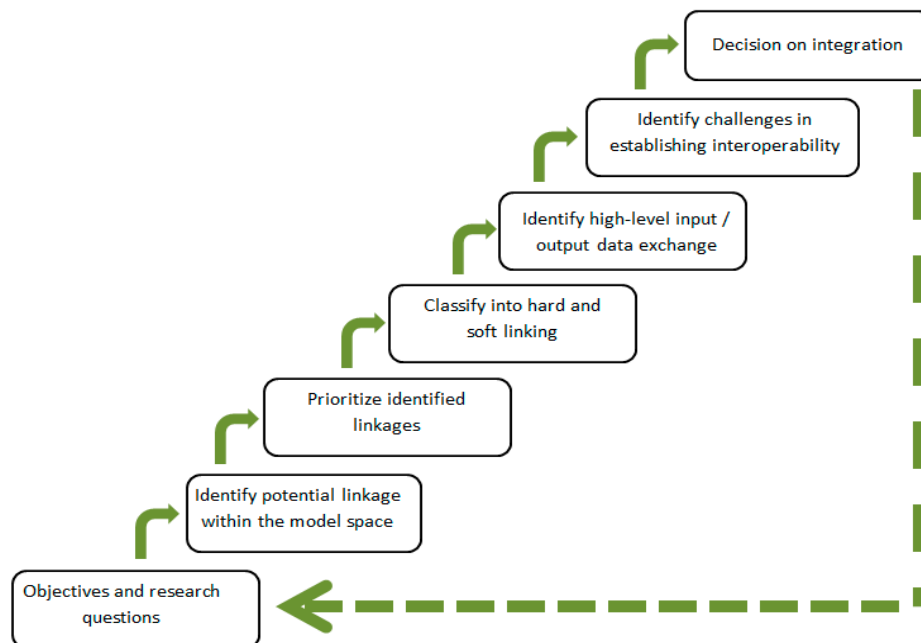 Decision on integration
Identify challenges in
establishing interoperability
Identify high-level input /
output data exchange
Classify into hard and
soft linking
Prioritize identified
linkages
Identify potential linkage
within the model space
Objectives and research
questions